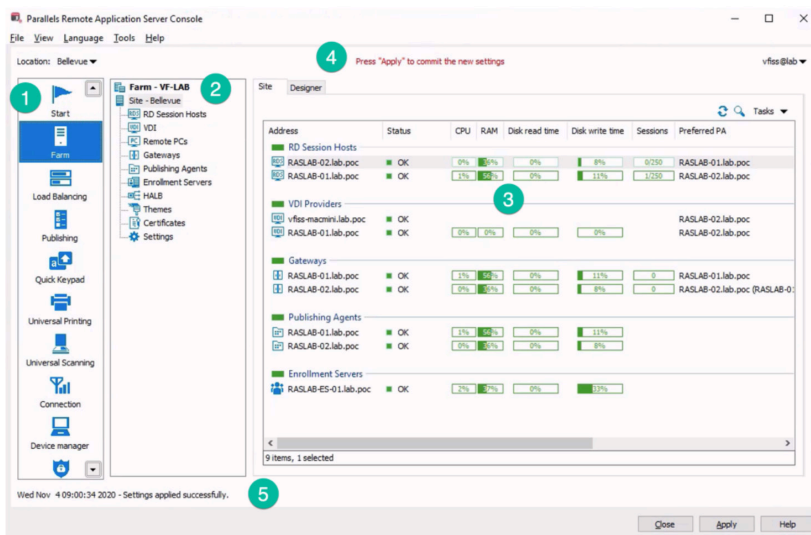 Parallels Remote Application Server Console
File View Language Tools Help
Location: Bellevue
4
Press "Apply" to commit the new settings
vfiss@lab
1
Start
Farm
Load Balancing
Publishing
Quick Keypad
Universal Printing
Universal Scanning
Connection
Device manager
2
Farm - VF-LAB
Site - Bellevue
RD Session Hosts
VDI
Remote PCs
Gateways
Publishing Agents
Enrollment Servers
HALB
Themes
Certificates
Settings
Site Designer
Tasks
Address Status CPU RAM Disk read time Disk write time Sessions Preferred PA
RD Session Hosts
RASLAB-02.lab.poc OK 0% 36% 0% 8% 0/250 RASLAB-01.lab.poc
RASLAB-01.lab.poc OK 1% 56% 0% 11% 1/250 RASLAB-01.lab.poc
3
VDI Providers
vfiss-macmini.lab.poc OK RASLAB-02.lab.poc
RASLAB-01.lab.poc OK 0% 0% 0% 0% RASLAB-02.lab.poc
Gateways
RASLAB-01.lab.poc OK 1% 56% 0% 11% 0 RASLAB-01.lab.poc
RASLAB-02.lab.poc OK 0% 36% 0% 8% 0 RASLAB-02.lab.poc (RASLAB-0
Publishing Agents
RASLAB-01.lab.poc OK 1% 56% 0% 11%
RASLAB-02.lab.poc OK 0% 36% 0% 8%
Enrollment Servers
RASLAB-ES-01.lab.poc OK 2% 37% 0% 33%
9 items, 1 selected
Wed Nov 4 09:00:34 2020 - Settings applied successfully.
5
Close Apply Help